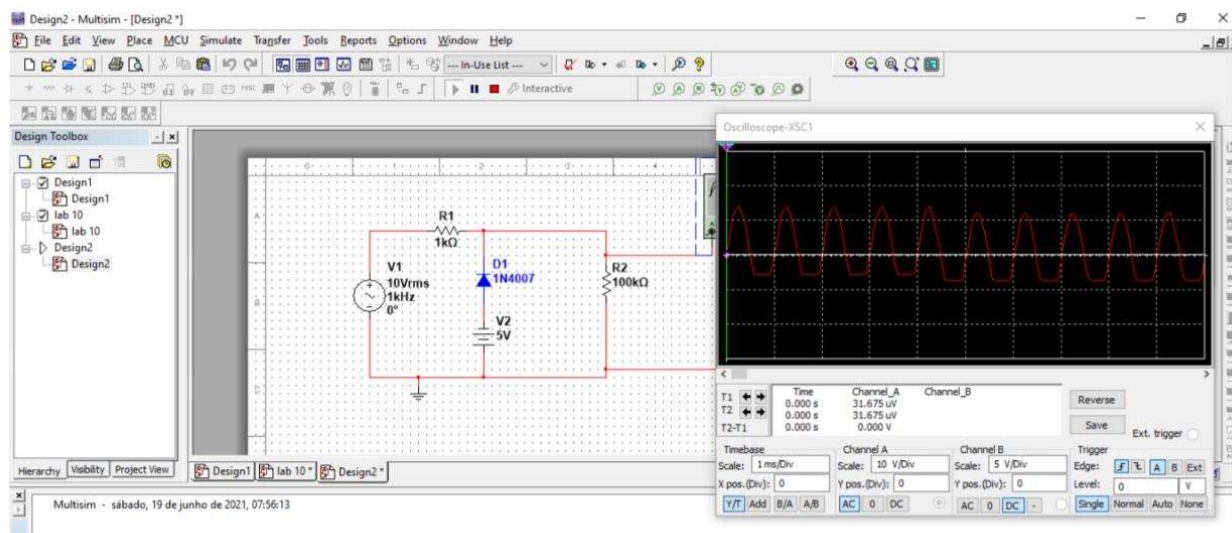 Design2 - Multisim - [Design2 *]
File Edit View Place MCU Simulate Transfer Tools Reports Options Window Help
--- In-Use List ---
Interactive
Design Toolbox
Design1
Design1
lab 10
lab 10
Design2
Design2
Hierarchy Visibility Project View
0 1 2 3 4
A
B
R1
1kΩ
V1
10Vrms
1kHz
0°
D1
1N4007
V2
5V
R2
100kΩ
Design1 lab 10 * Design2 *
Multisim - sábado, 19 de junho de 2021, 07:56:13
Oscilloscope-XSC1
Time Channel_A Channel_B
T1 0.000 s 31.675 uV
T2 0.000 s 31.675 uV
T2-T1 0.000 s 0.000 V
Reverse
Save
Ext. trigger
Timebase
Scale: 1 ms/Div
X pos.(Div): 0
Y/T Add B/A A/B
Channel A
Scale: 10 V/Div
Y pos.(Div): 0
AC 0 DC
Channel B
Scale: 5 V/Div
Y pos.(Div): 0
AC 0 DC -
Trigger
Edge: A B Ext
Level: 0 V
Single Normal Auto None